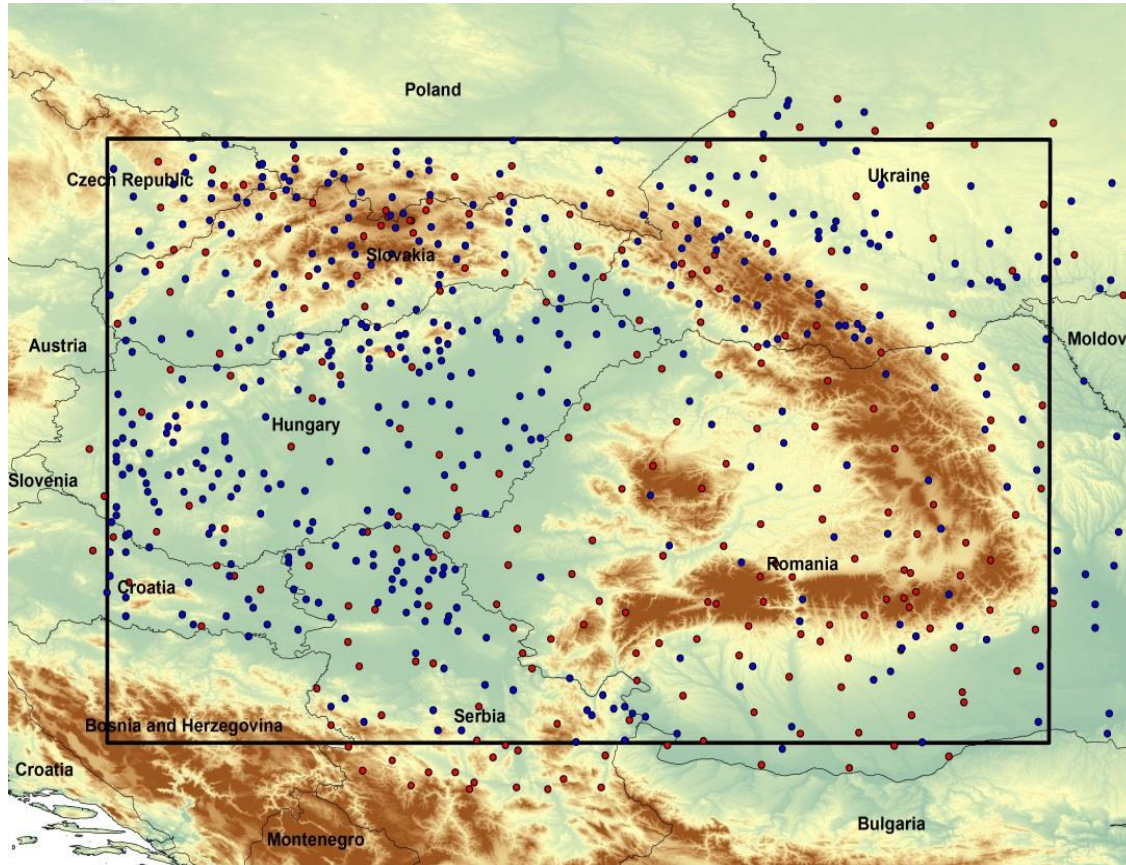 Poland
Czech Republic
Ukraine
Slovakia
Austria
Moldov
Hungary
Slovenia
Romania
Croatia
Serbia
Bosnia and Herzegovina
Croatia
Bulgaria
Montenegro